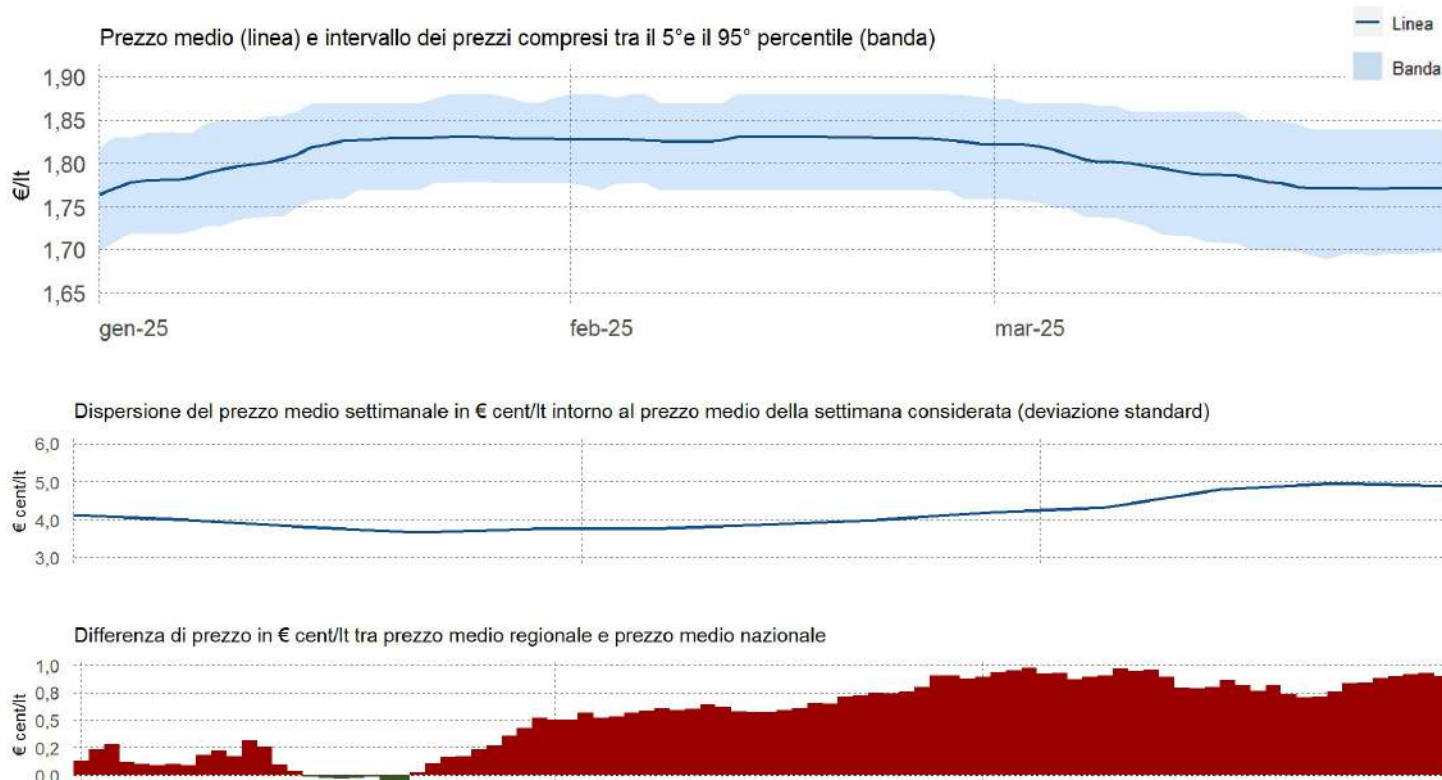 Linea
Banda
Prezzo medio (linea) e intervallo dei prezzi compresi tra il 5°e il 95° percentile (banda)
€/lt
1,90
1,85
1,80
1,75
1,70
1,65
gen-25 feb-25 mar-25
Dispersione del prezzo medio settimanale in € cent/lt intorno al prezzo medio della settimana considerata (deviazione standard)
€ cent/lt
6,0
5,0
4,0
3,0
Differenza di prezzo in € cent/lt tra prezzo medio regionale e prezzo medio nazionale
€ cent/lt
1,0
0,8
0,5
0,2
0,0